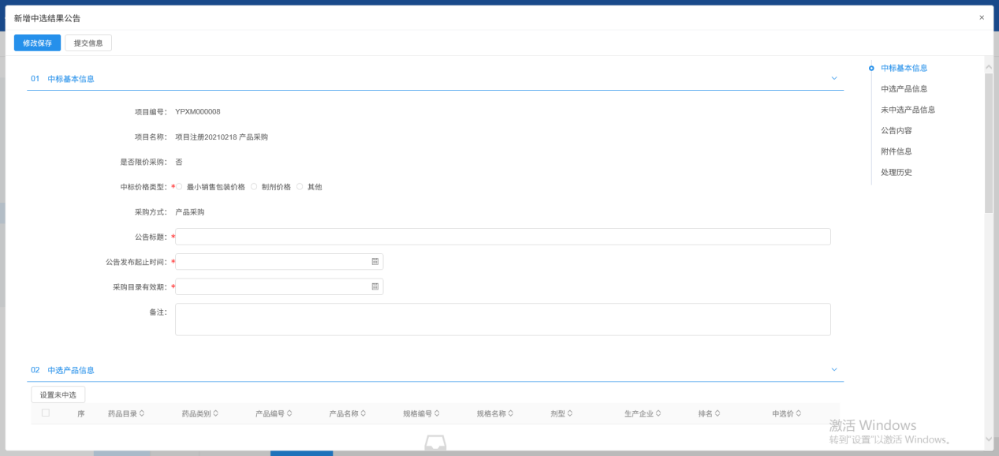 新增中选结果公告 ×
修改保存 提交信息
01 中标基本信息
项目编号: YPXM000008
项目名称: 项目注册20210218 产品采购
是否限价采购: 否
中标价格类型: * 最小销售包装价格 制剂价格 其他
采购方式: 产品采购
公告标题: *
公告发布起止时间: *
采购目录有效期: *
备注:
02 中选产品信息
设置未中选
序 药品目录 药品类别 产品编号 产品名称 规格编号 规格名称 剂型 生产企业 排名 中选价
中标基本信息
中选产品信息
未中选产品信息
公告内容
附件信息
处理历史
激活 Windows
转到"设置"以激活 Windows。